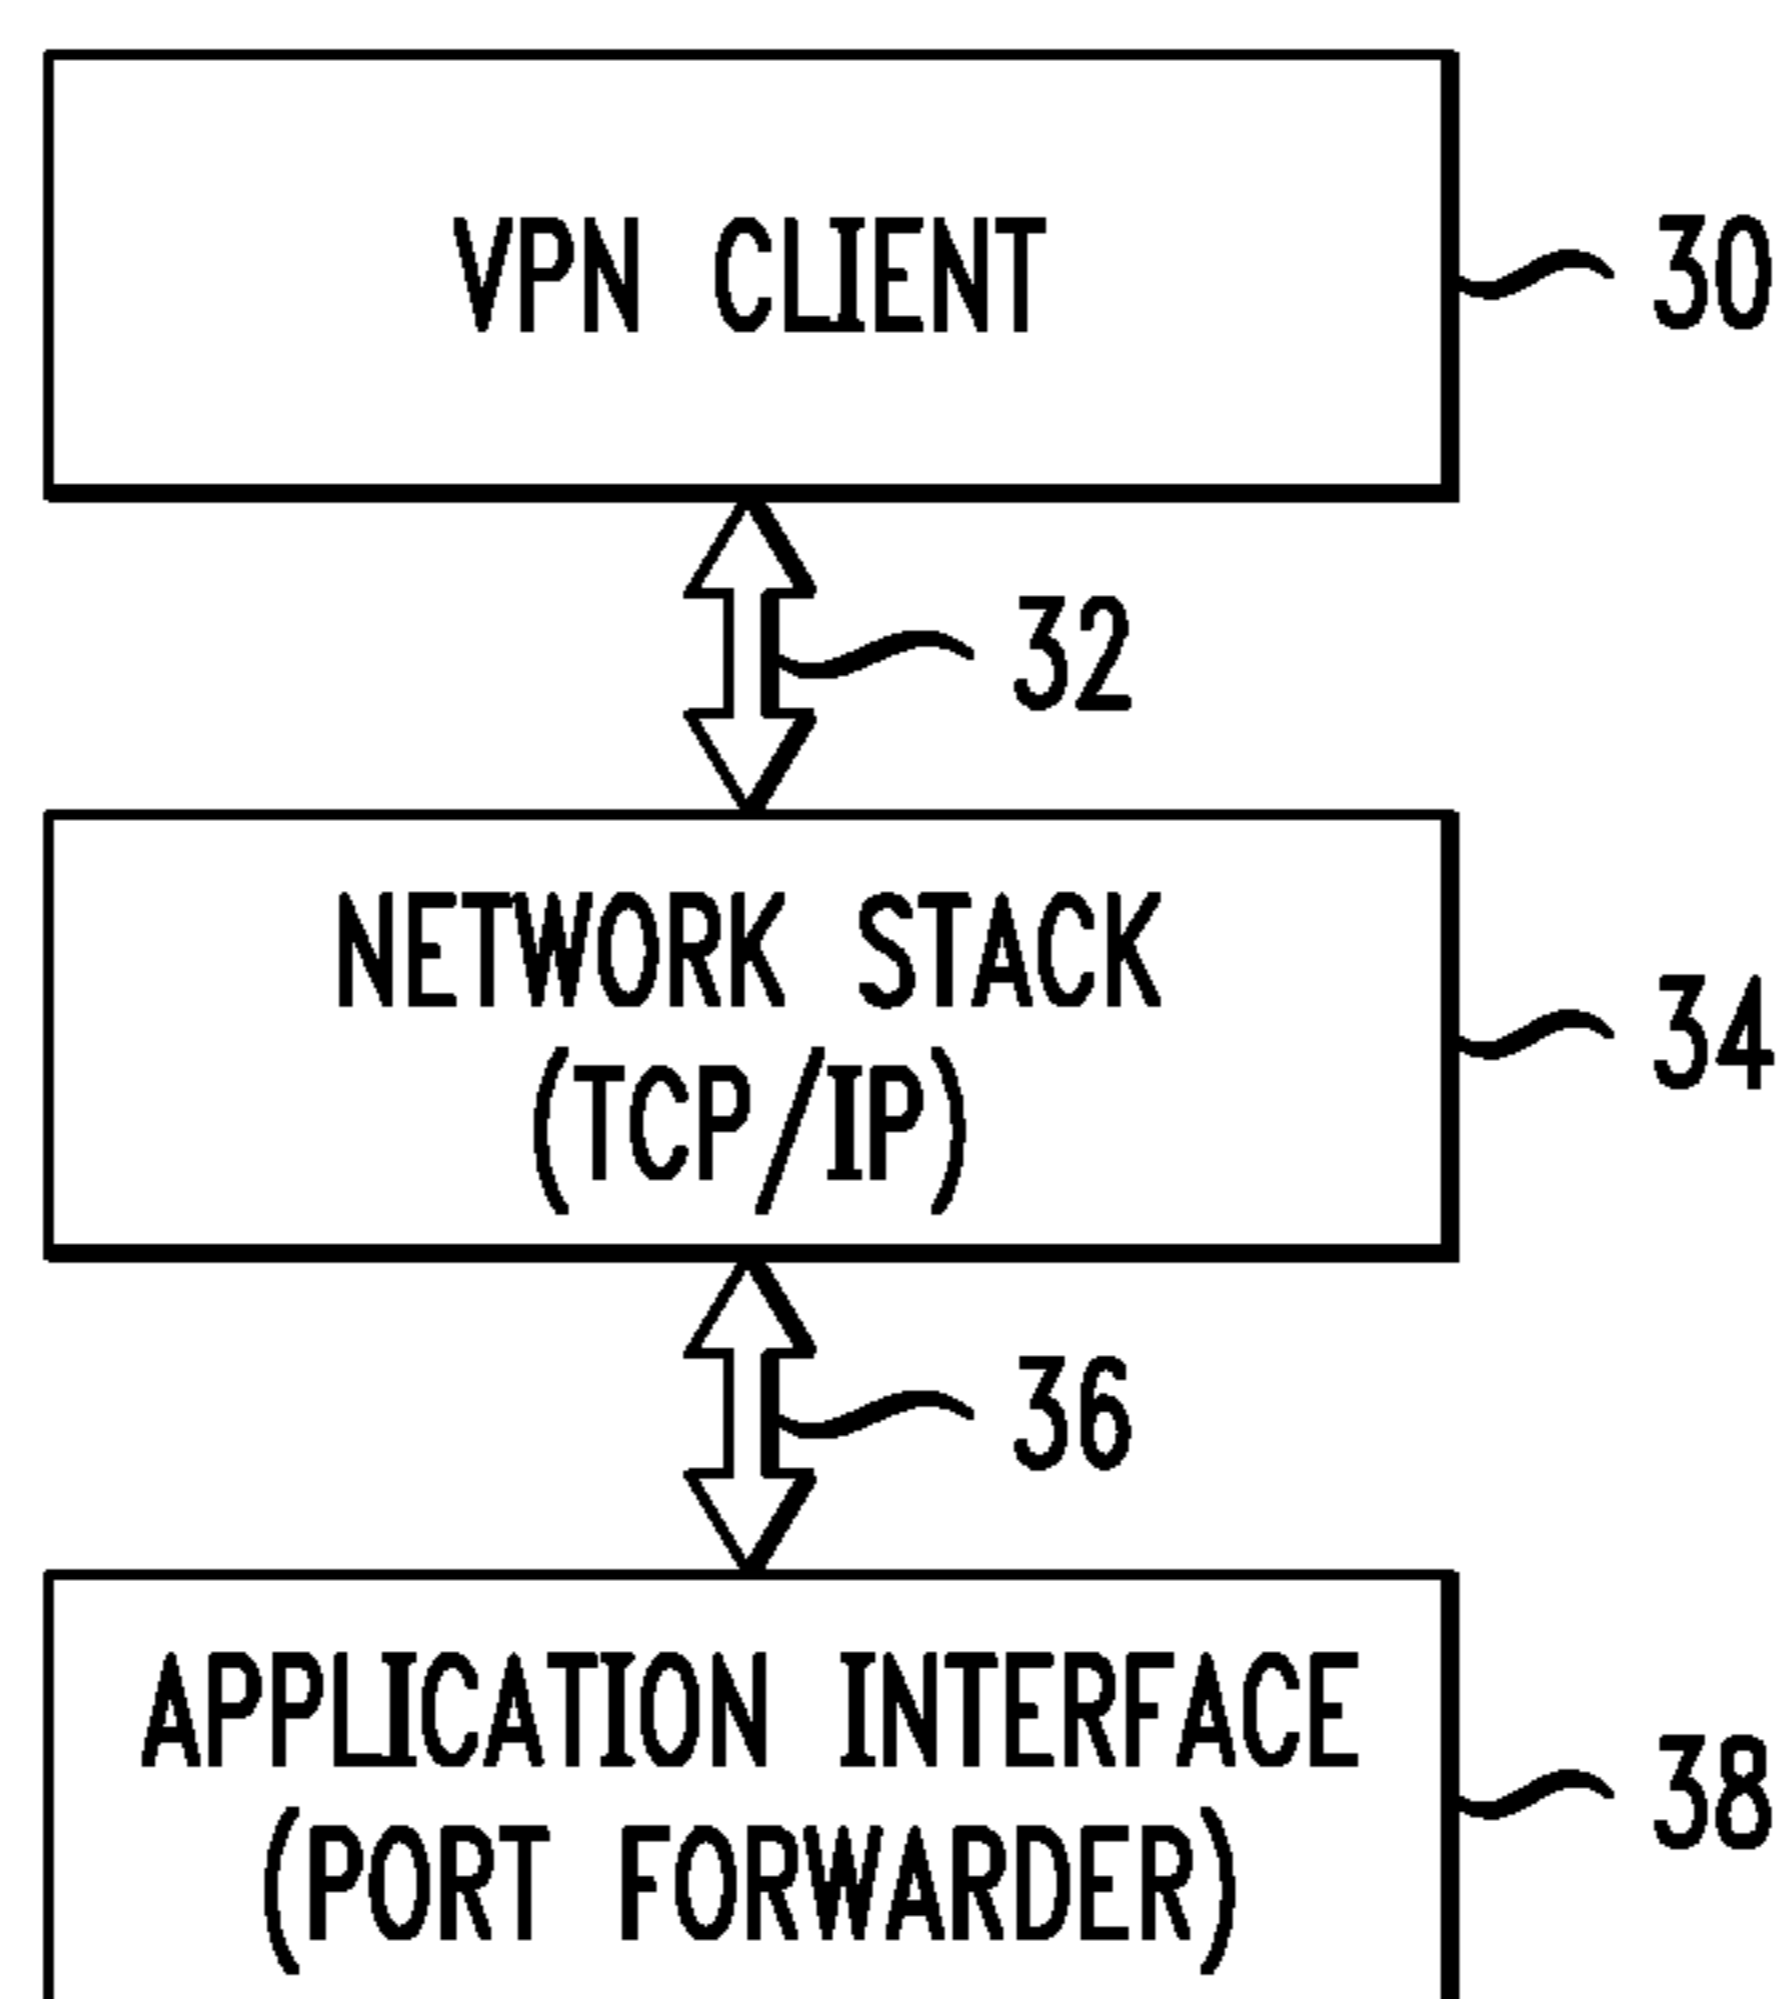 VPN CLIENT
30
32
NETWORK STACK
(TCP/IP)
34
36
APPLICATION INTERFACE
(PORT FORWARDER)
38